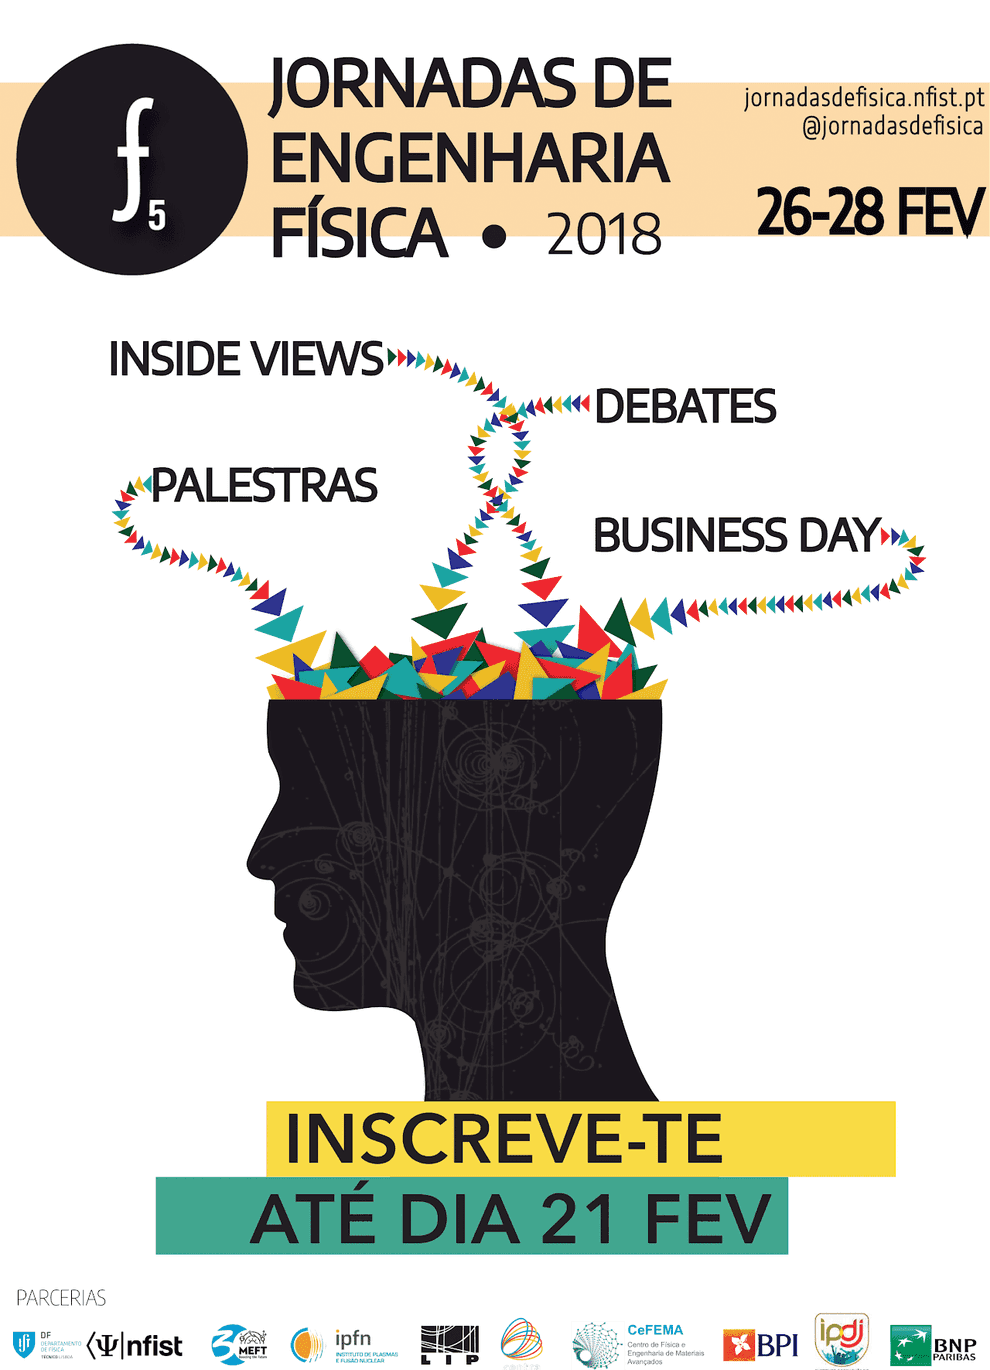 f5
JORNADAS DE
ENGENHARIA
FÍSICA • 2018
jornadasdefisica.nfist.pt
@jornadasdefisica
26-28 FEV
INSIDE VIEWS
DEBATES
PALESTRAS
BUSINESS DAY
INSCREVE-TE
ATÉ DIA 21 FEV
PARCERIAS
DF
DEPARTAMENTO
DE FÍSICA
TÉCNICO LISBOA
⟨Ψ|nfist
30
MEFT
ipfn
INSTITUTO DE PLASMAS
E FUSÃO NUCLEAR
LIP
CeFEMA
Centro de Física e
Engenharia de Materiais
Avançados
BPI
ipdj
BNP
PARIBAS